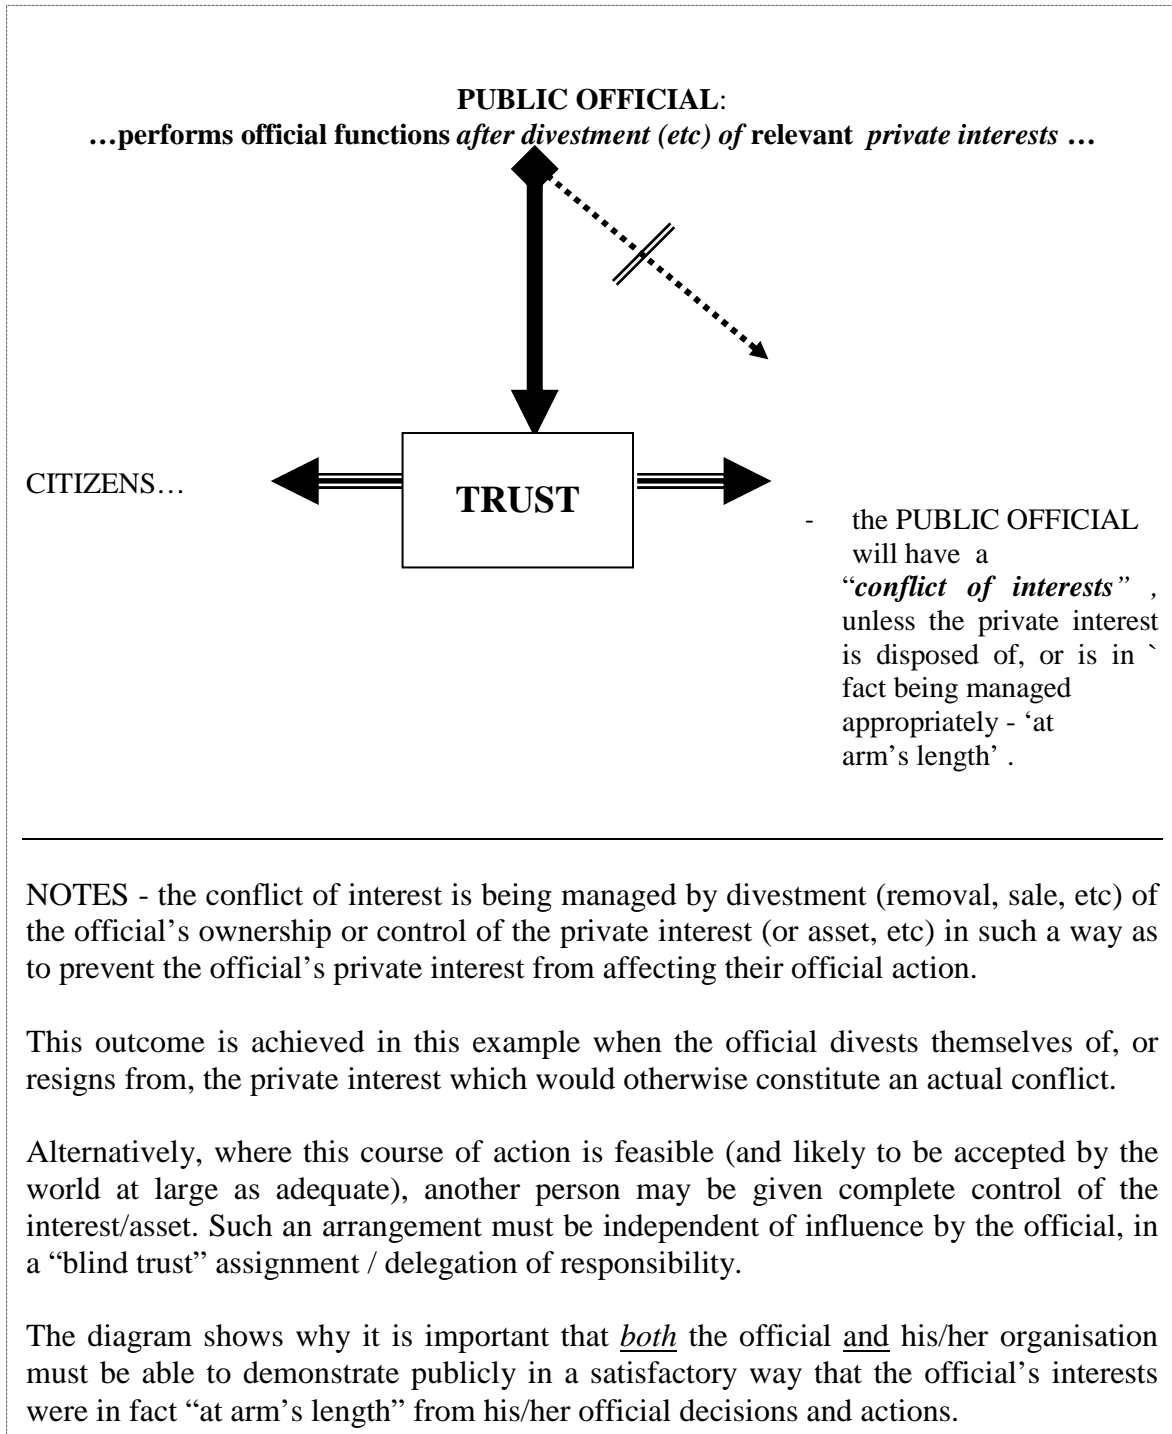 PUBLIC OFFICIAL:
…performs official functions after divestment (etc) of relevant private interests …
CITIZENS…
TRUST
- the PUBLIC OFFICIAL
will have a
“conflict of interests” ,
unless the private interest
is disposed of, or is in `
fact being managed
appropriately - ‘at
arm’s length’ .
NOTES - the conflict of interest is being managed by divestment (removal, sale, etc) of
the official’s ownership or control of the private interest (or asset, etc) in such a way as
to prevent the official’s private interest from affecting their official action.
This outcome is achieved in this example when the official divests themselves of, or
resigns from, the private interest which would otherwise constitute an actual conflict.
Alternatively, where this course of action is feasible (and likely to be accepted by the
world at large as adequate), another person may be given complete control of the
interest/asset. Such an arrangement must be independent of influence by the official, in
a “blind trust” assignment / delegation of responsibility.
The diagram shows why it is important that both the official and his/her organisation
must be able to demonstrate publicly in a satisfactory way that the official’s interests
were in fact “at arm’s length” from his/her official decisions and actions.